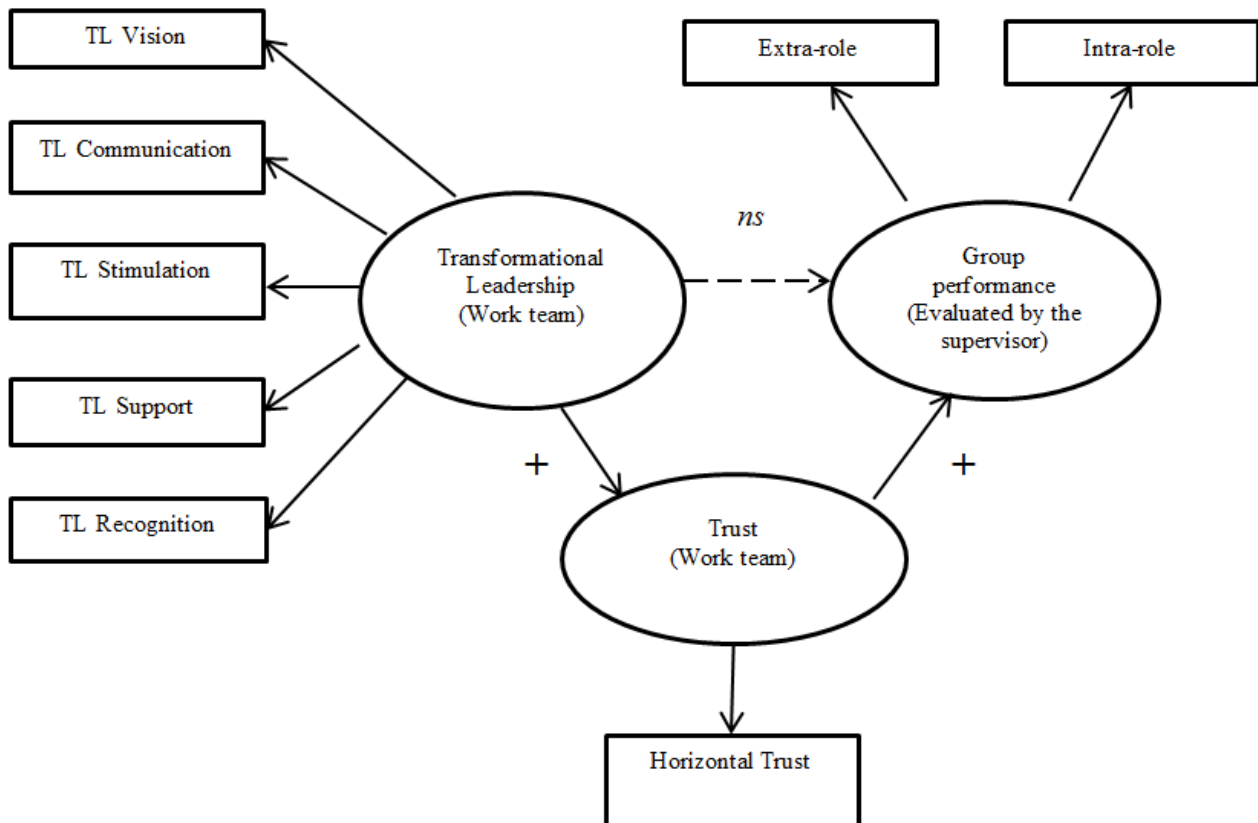 TL Vision
TL Communication
TL Stimulation
TL Support
TL Recognition
Transformational
Leadership
(Work team)
ns
Extra-role
Intra-role
Group
performance
(Evaluated by the
supervisor)
+
+
Trust
(Work team)
Horizontal Trust